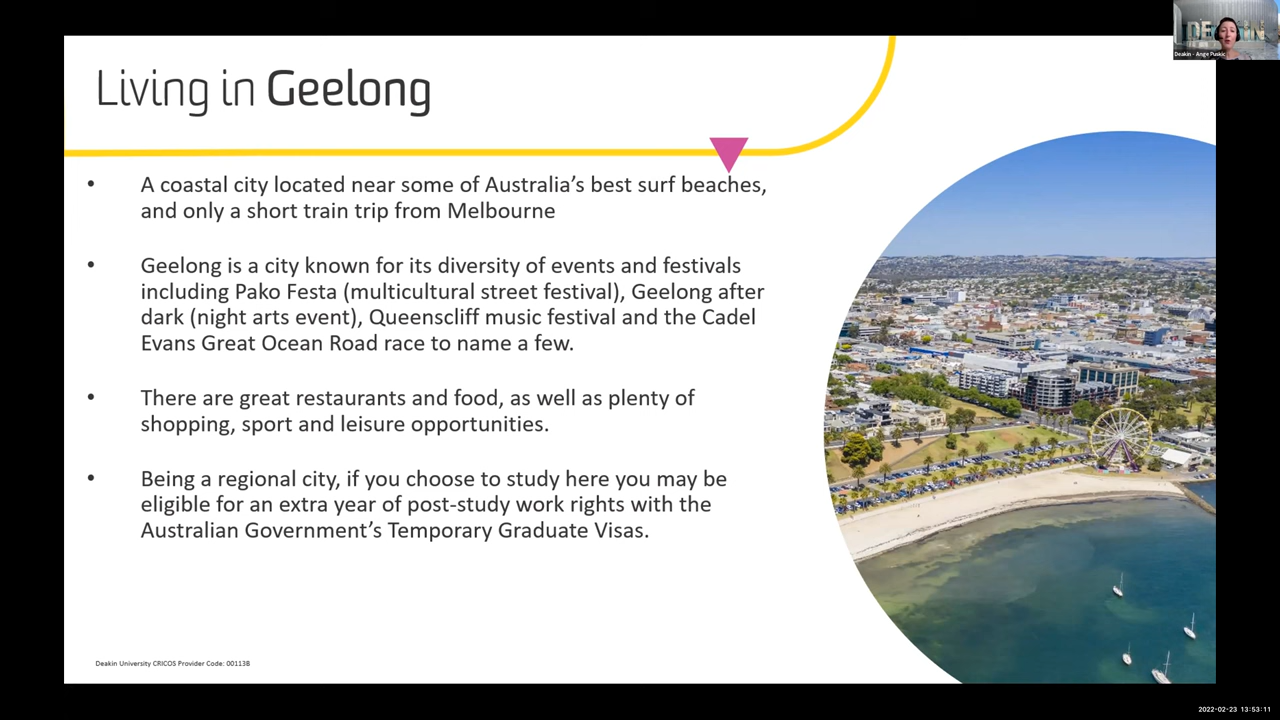 DEAKIN
Deakin - Ange Puskic
Living in Geelong
• A coastal city located near some of Australia’s best surf beaches,
and only a short train trip from Melbourne
• Geelong is a city known for its diversity of events and festivals
including Pako Festa (multicultural street festival), Geelong after
dark (night arts event), Queenscliff music festival and the Cadel
Evans Great Ocean Road race to name a few.
• There are great restaurants and food, as well as plenty of
shopping, sport and leisure opportunities.
• Being a regional city, if you choose to study here you may be
eligible for an extra year of post-study work rights with the
Australian Government’s Temporary Graduate Visas.
Deakin University CRICOS Provider Code: 00113B
2022-02-23 13:53:11